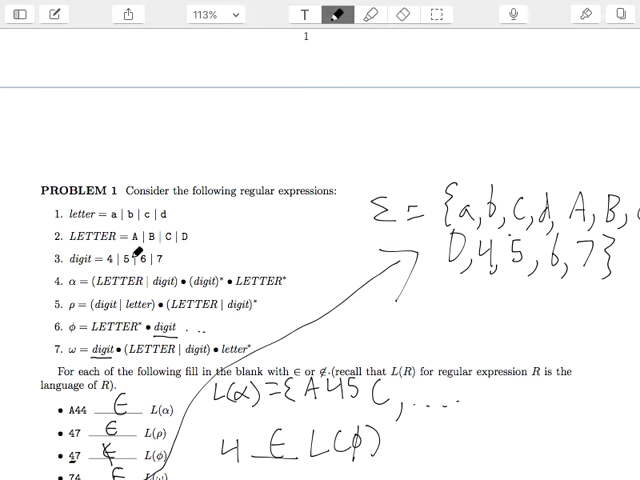 113%
T
1
PROBLEM 1 Consider the following regular expressions:
1. letter = a | b | c | d
2. LETTER = A | B | C | D
3. digit = 4 | 5 | 6 | 7
4. α = (LETTER | digit) • (digit)* • LETTER*
5. ρ = (digit | letter) • (LETTER | digit)*
6. ϕ = LETTER* • digit ...
7. ω = digit • (LETTER | digit) • letter*
Σ = {a, b, C, d, A, B,
D, 4, 5, 6, 7}
For each of the following fill in the blank with ∈ or ∉.(recall that L(R) for regular expression R is the
language of R).
L(α) = { A45C, ....
• A44 ∈ L(α)
• 47 ∈ L(ρ)
• 47 ∉ L(ϕ)
• 74 ∈ L(ω)
4 ∈ L(ϕ)